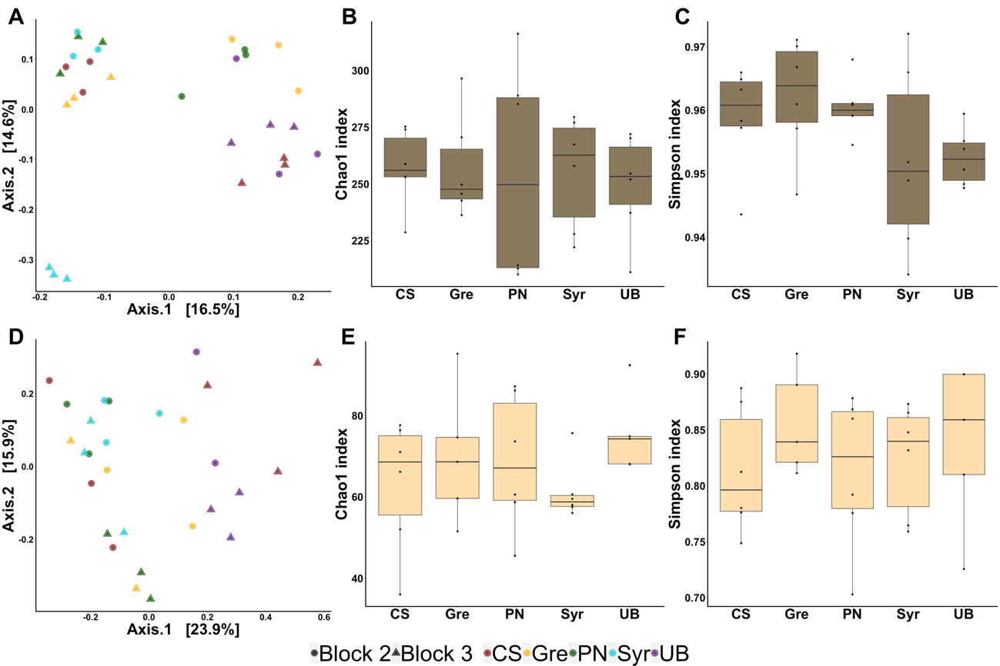 A
0.1
0.0
-0.1
-0.2
-0.3
Axis.2 [14.6%]
-0.2 -0.1 0.0 0.1 0.2
Axis.1 [16.5%]
B
300
275
250
225
Chao1 index
CS Gre PN Syr UB
C
0.97
0.96
0.95
0.94
Simpson index
CS Gre PN Syr UB
D
0.2
0.0
-0.2
Axis.2 [15.9%]
-0.2 0.0 0.2 0.4 0.6
Axis.1 [23.9%]
E
80
60
40
Chao1 index
CS Gre PN Syr UB
F
0.90
0.85
0.80
0.75
0.70
Simpson index
CS Gre PN Syr UB
Block 2 Block 3 CS Gre PN Syr UB